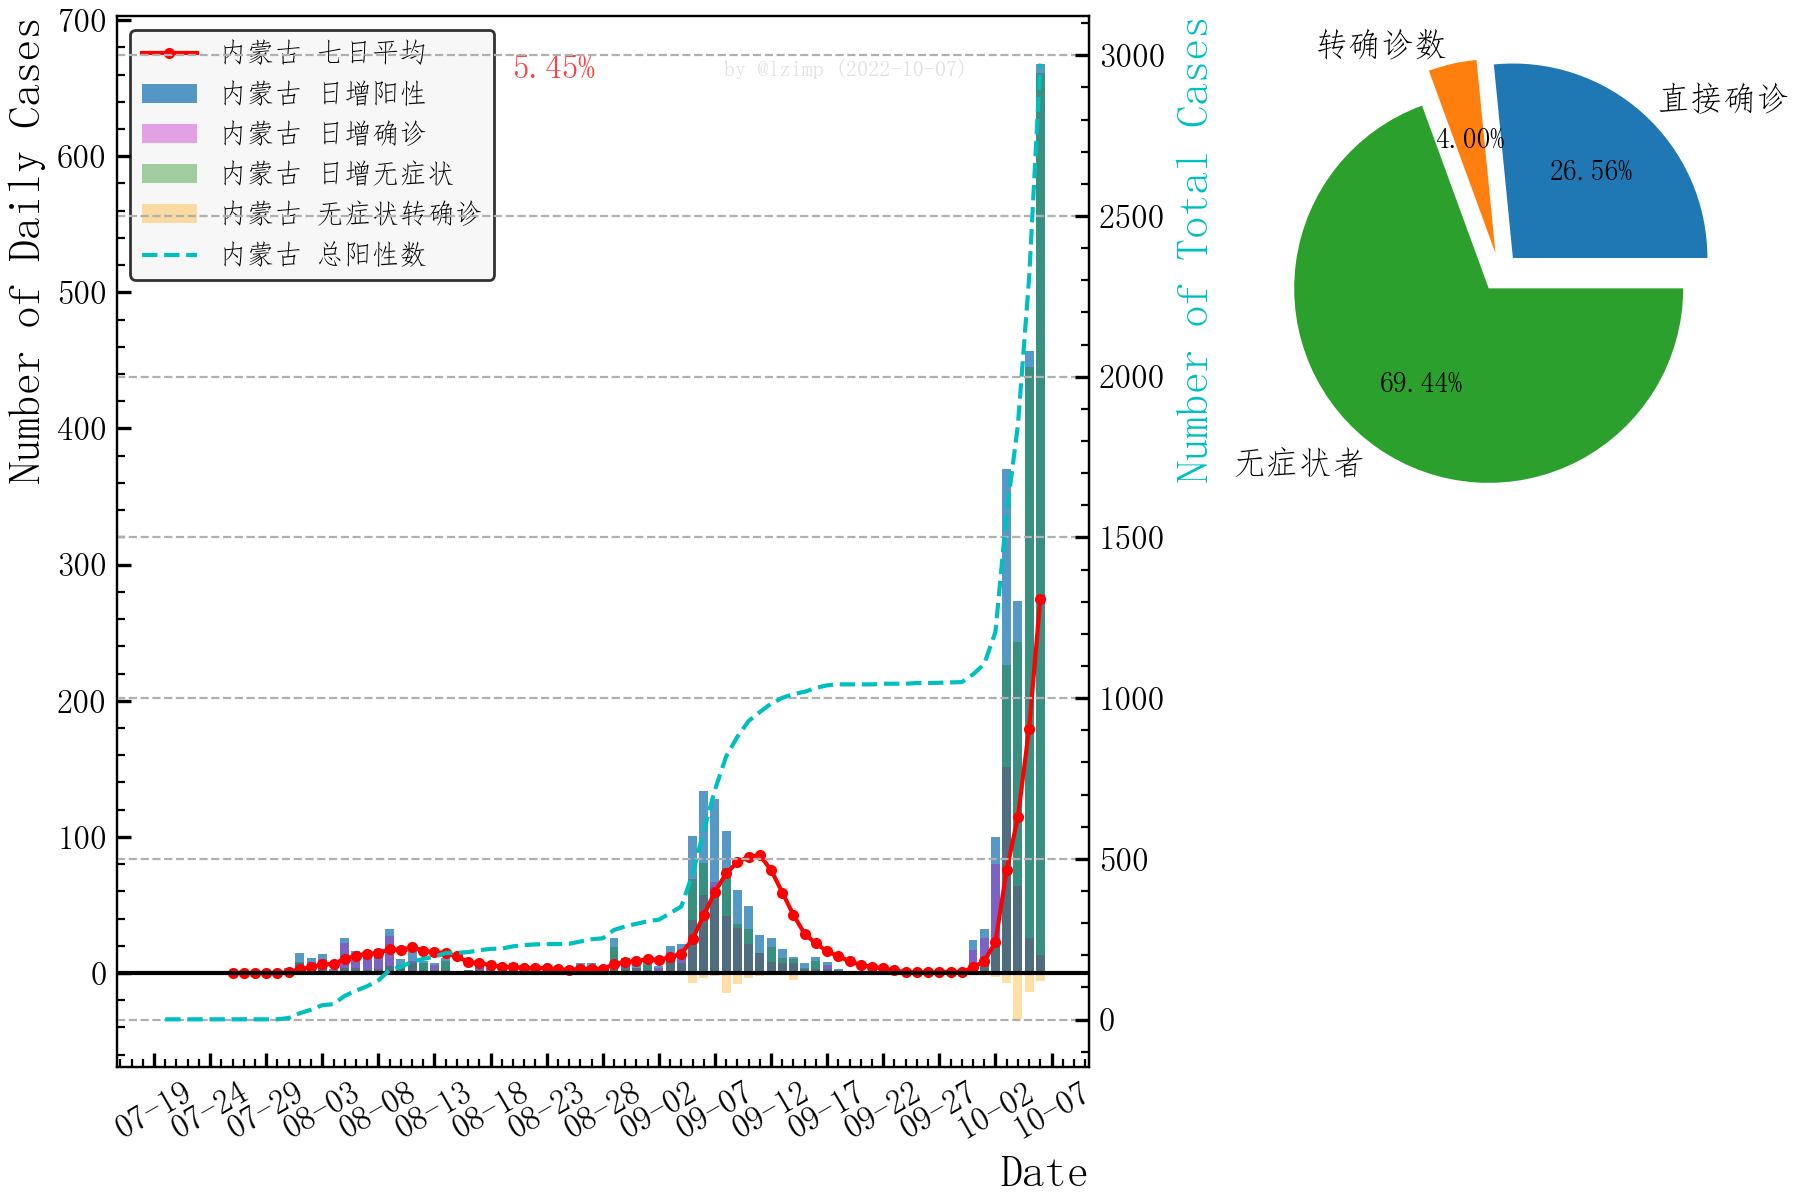 Number of Daily Cases
700
600
500
400
300
200
100
0
内蒙古 七日平均
内蒙古 日增阳性
内蒙古 日增确诊
内蒙古 日增无症状
内蒙古 无症状转确诊
内蒙古 总阳性数
5.45%
by @lzimp (2022-10-07)
3000
2500
2000
1500
1000
500
0
Number of Total Cases
07-19
07-24
07-29
08-03
08-08
08-13
08-18
08-23
08-28
09-02
09-07
09-12
09-17
09-22
09-27
10-02
10-07
Date
转确诊数
直接确诊
4.00%
26.56%
69.44%
无症状者